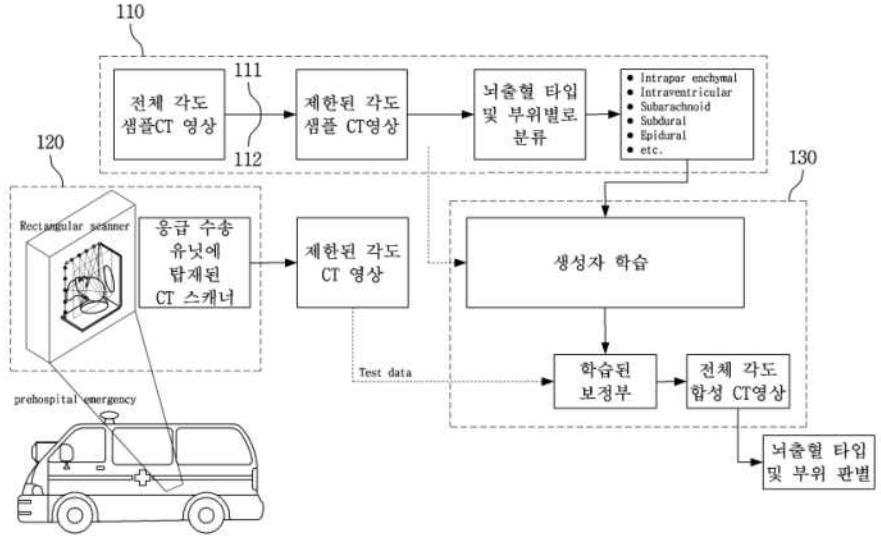 110
전체 각도
샘플CT 영상
111
112
제한된 각도
샘플 CT영상
뇌출혈 타입
및 부위별로
분류
● Intrapar enchymal
● Intraventricular
● Subarachnoid
● Subdural
● Epidural
● etc.
120
Rectangular scanner
응급 수송
유닛에
탑재된
CT 스캐너
제한된 각도
CT 영상
130
생성자 학습
Test data
학습된
보정부
전체 각도
합성 CT영상
prehospital emergency
뇌출혈 타입
및 부위 판별